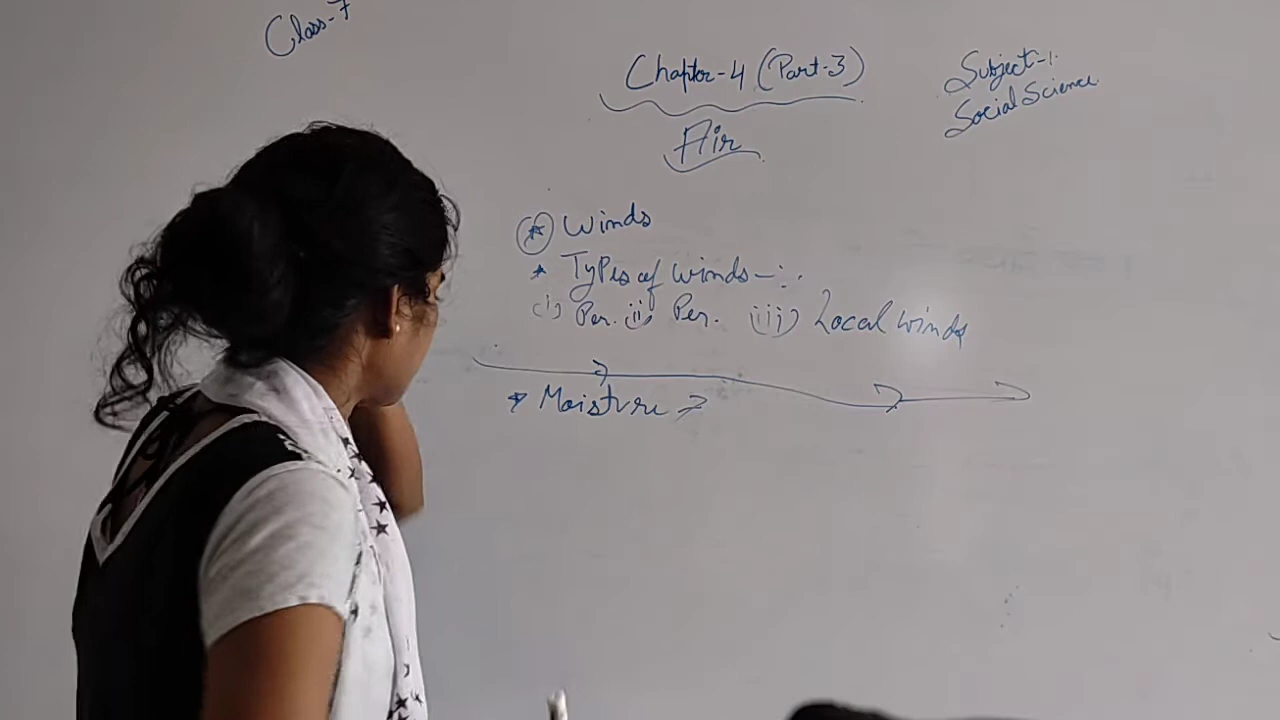 Class-7
Chapter-4 (Part-3)
Subject-:
Social Science
Air
Winds
* Types of winds-:
(i) Per. (ii) Per. (iii) Local winds
* Moisture